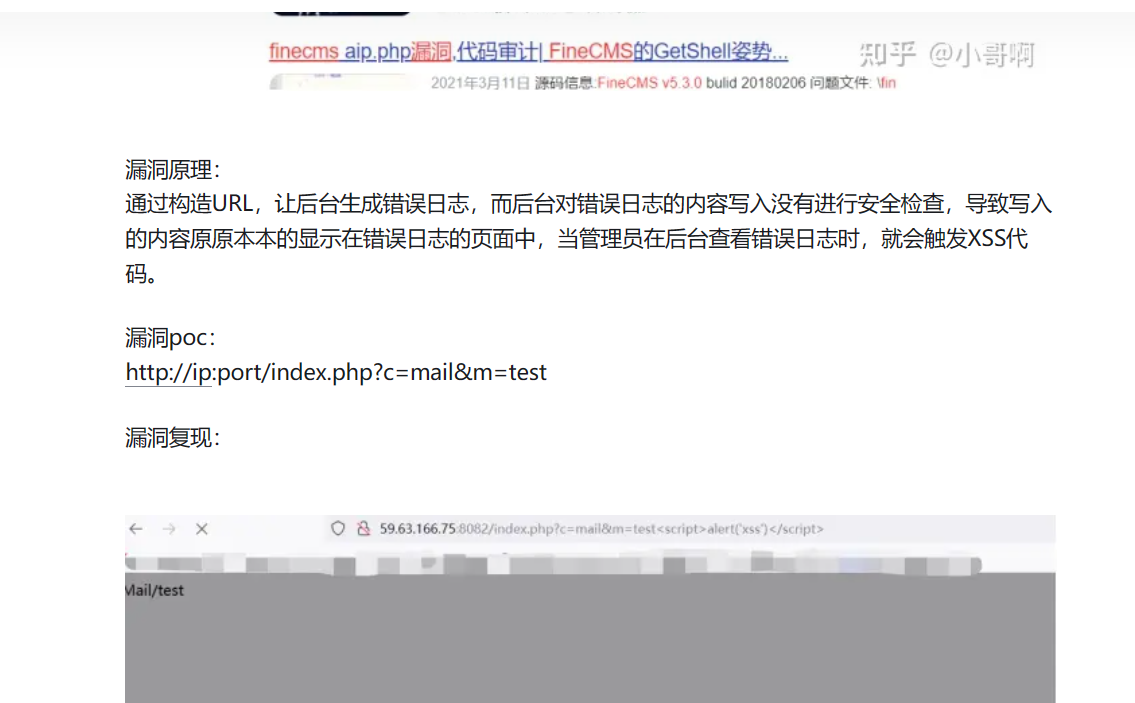 finecms aip.php漏洞,代码审计| FineCMS的GetShell姿势...
知乎 @小哥啊
2021年3月11日 源码信息:FineCMS v5.3.0 bulid 20180206 问题文件: \fin
漏洞原理：
通过构造URL，让后台生成错误日志，而后台对错误日志的内容写入没有进行安全检查，导致写入
的内容原原本本的显示在错误日志的页面中，当管理员在后台查看错误日志时，就会触发XSS代
码。
漏洞poc：
http://ip:port/index.php?c=mail&m=test
漏洞复现：
59.63.166.75:8082/index.php?c=mail&m=test<script>alert('xss')</script>
Mail/test